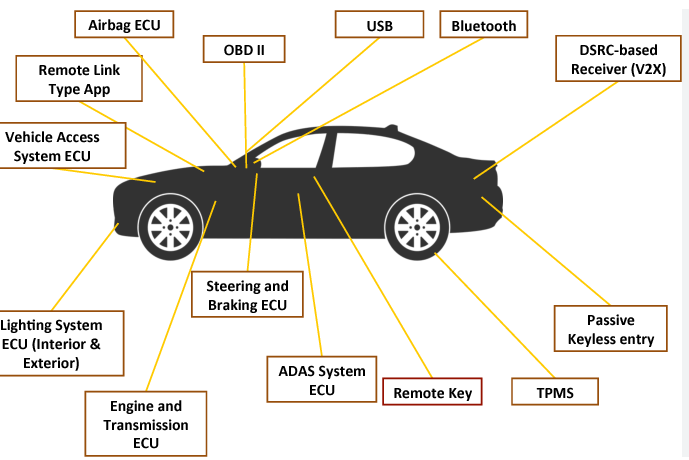 Airbag ECU
USB
Bluetooth
OBD II
DSRC-based
Receiver (V2X)
Remote Link
Type App
Vehicle Access
System ECU
Steering and
Braking ECU
Lighting System
ECU (Interior &
Exterior)
Passive
Keyless entry
ADAS System
ECU
Remote Key
TPMS
Engine and
Transmission
ECU